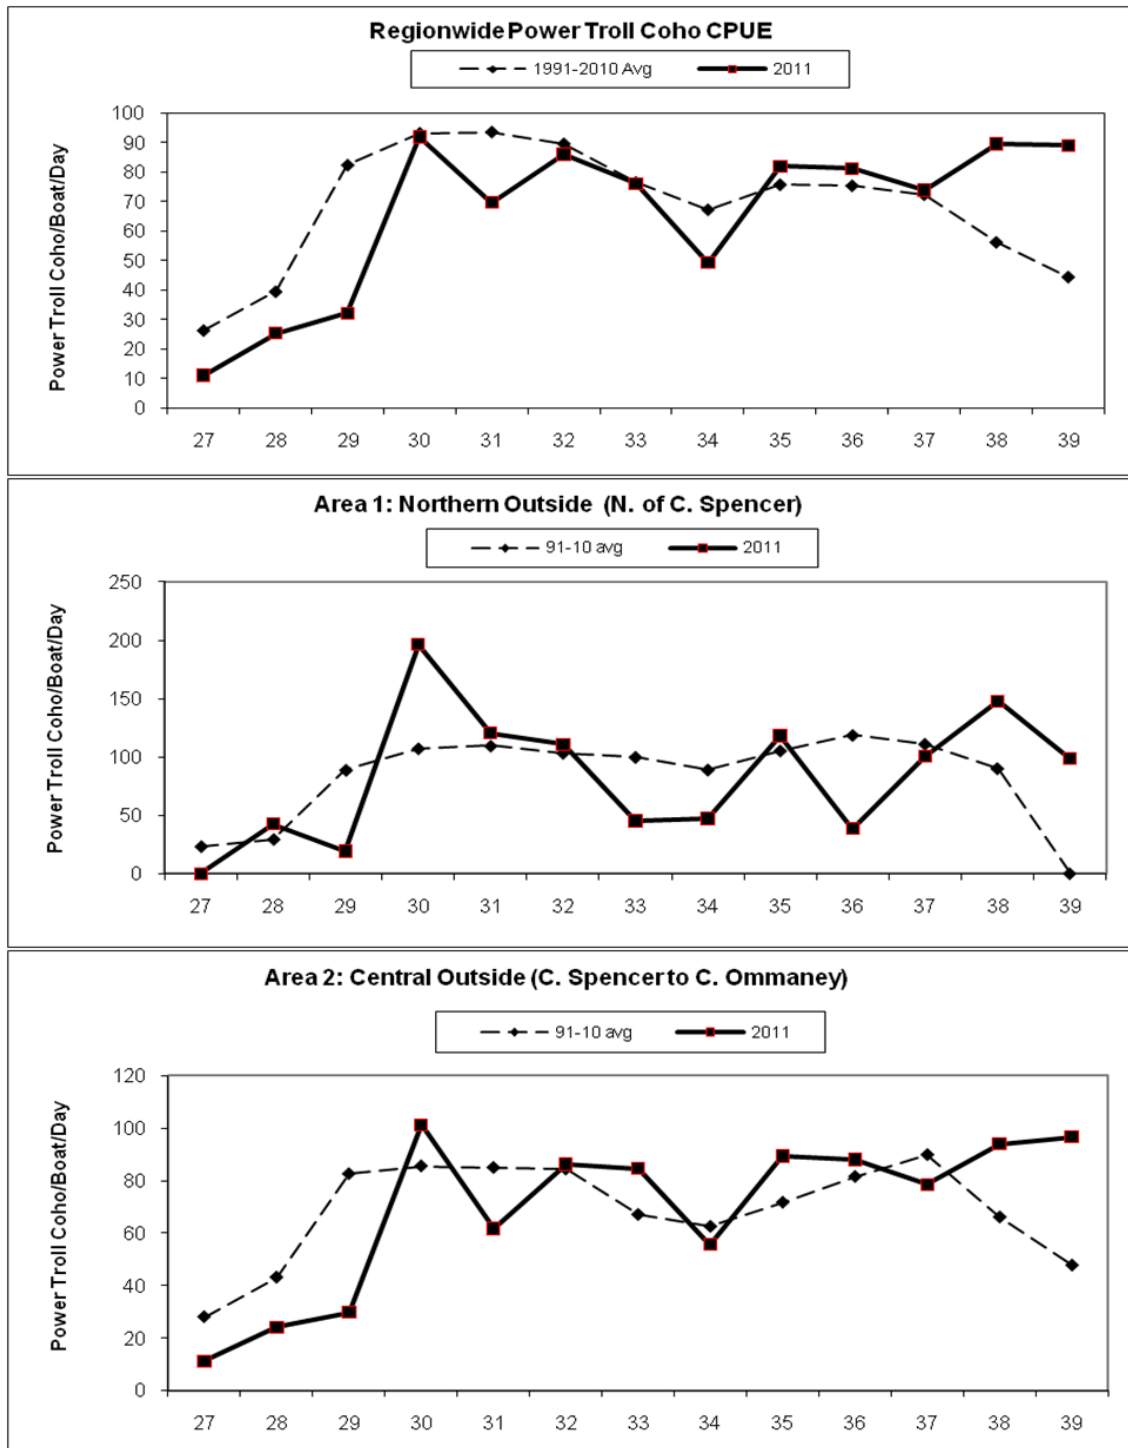 Regionwide Power Troll Coho CPUE
1991-2010 Avg 2011
Power Troll Coho/Boat/Day
100
90
80
70
60
50
40
30
20
10
0
27 28 29 30 31 32 33 34 35 36 37 38 39
Area 1: Northern Outside (N. of C. Spencer)
91-10 avg 2011
Power Troll Coho/Boat/Day
250
200
150
100
50
0
27 28 29 30 31 32 33 34 35 36 37 38 39
Area 2: Central Outside (C. Spencer to C. Ommaney)
91-10 avg 2011
Power Troll Coho/Boat/Day
120
100
80
60
40
20
0
27 28 29 30 31 32 33 34 35 36 37 38 39